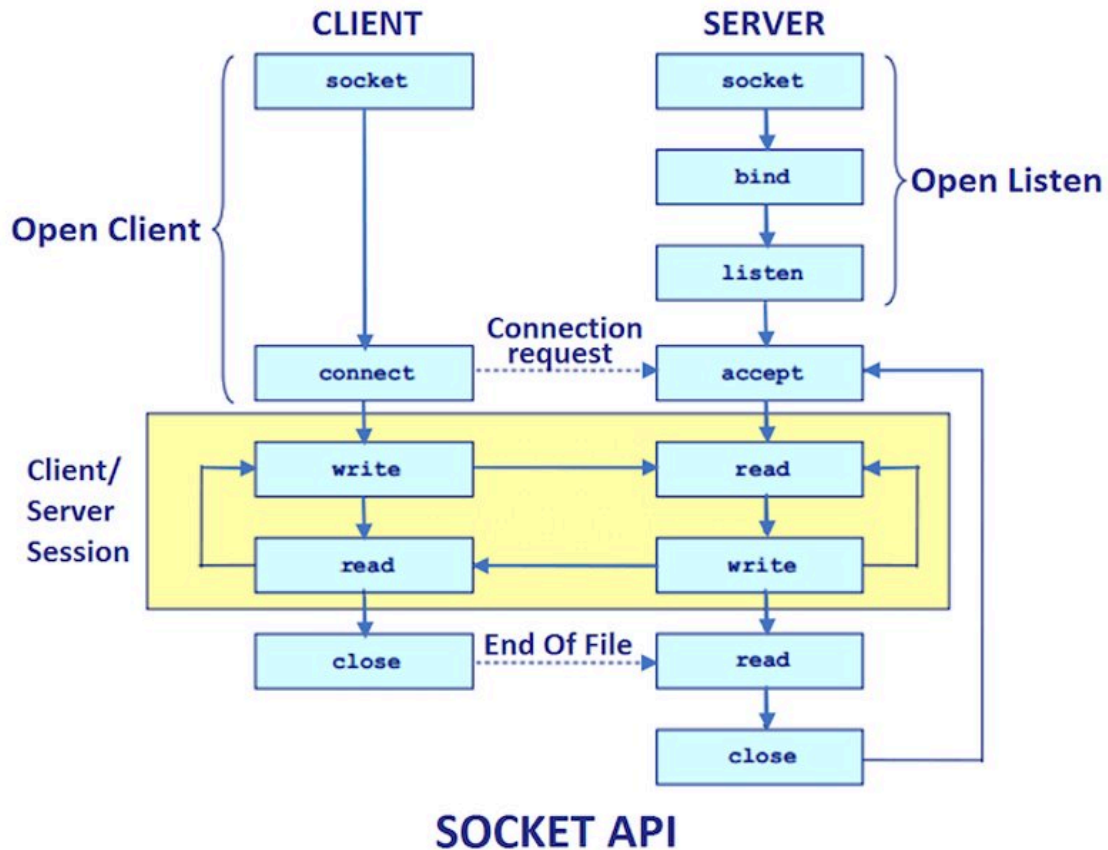 CLIENT
SERVER
socket
socket
bind
Open Listen
Open Client
listen
Connection
request
connect
accept
Client/
Server
Session
write
read
read
write
close
End Of File
read
close
SOCKET API